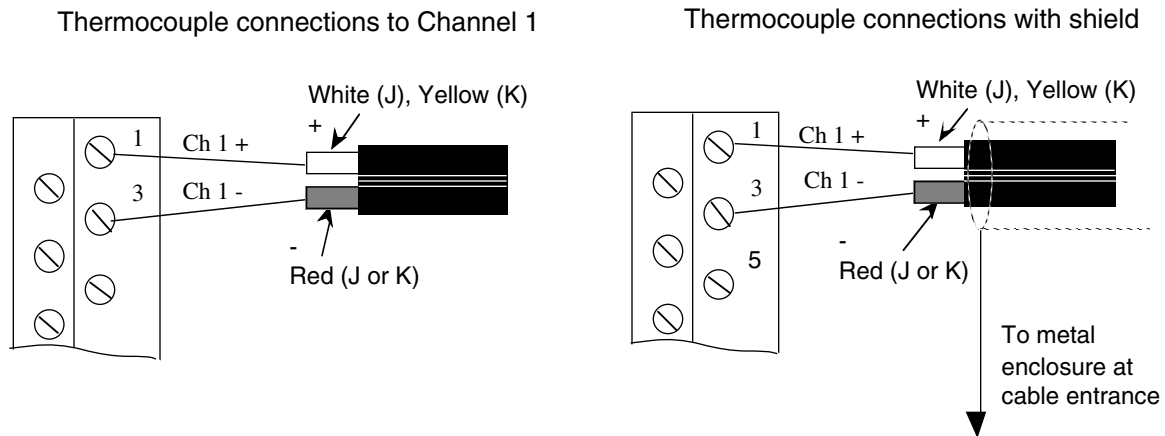 Thermocouple connections to Channel 1
White (J), Yellow (K)
+
1
Ch 1 +
3
Ch 1 -
-
Red (J or K)
Thermocouple connections with shield
White (J), Yellow (K)
+
1
Ch 1 +
3
Ch 1 -
-
5
Red (J or K)
To metal
enclosure at
cable entrance